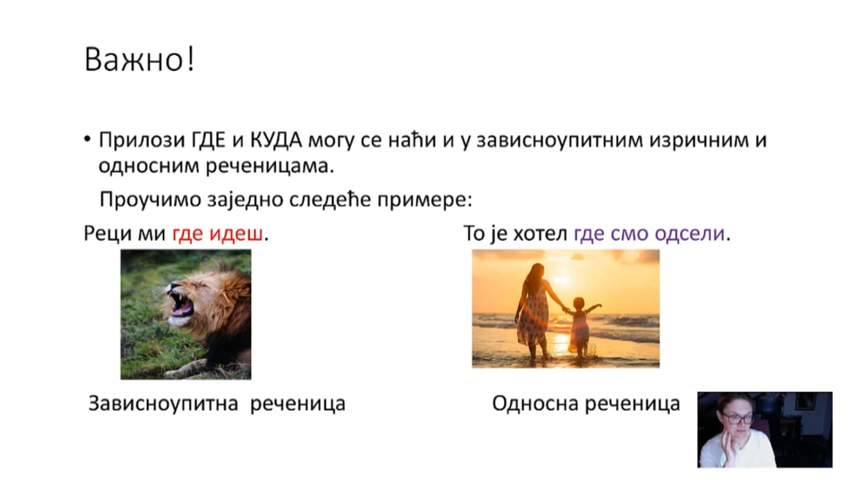 Важно!
• Прилози ГДЕ и КУДА могу се наћи и у зависноупитним изричним и
односним реченицама.
Проучимо заједно следеће примере:
Реци ми где идеш.
То је хотел где смо одсели.
Зависноупитна реченица
Односна реченица